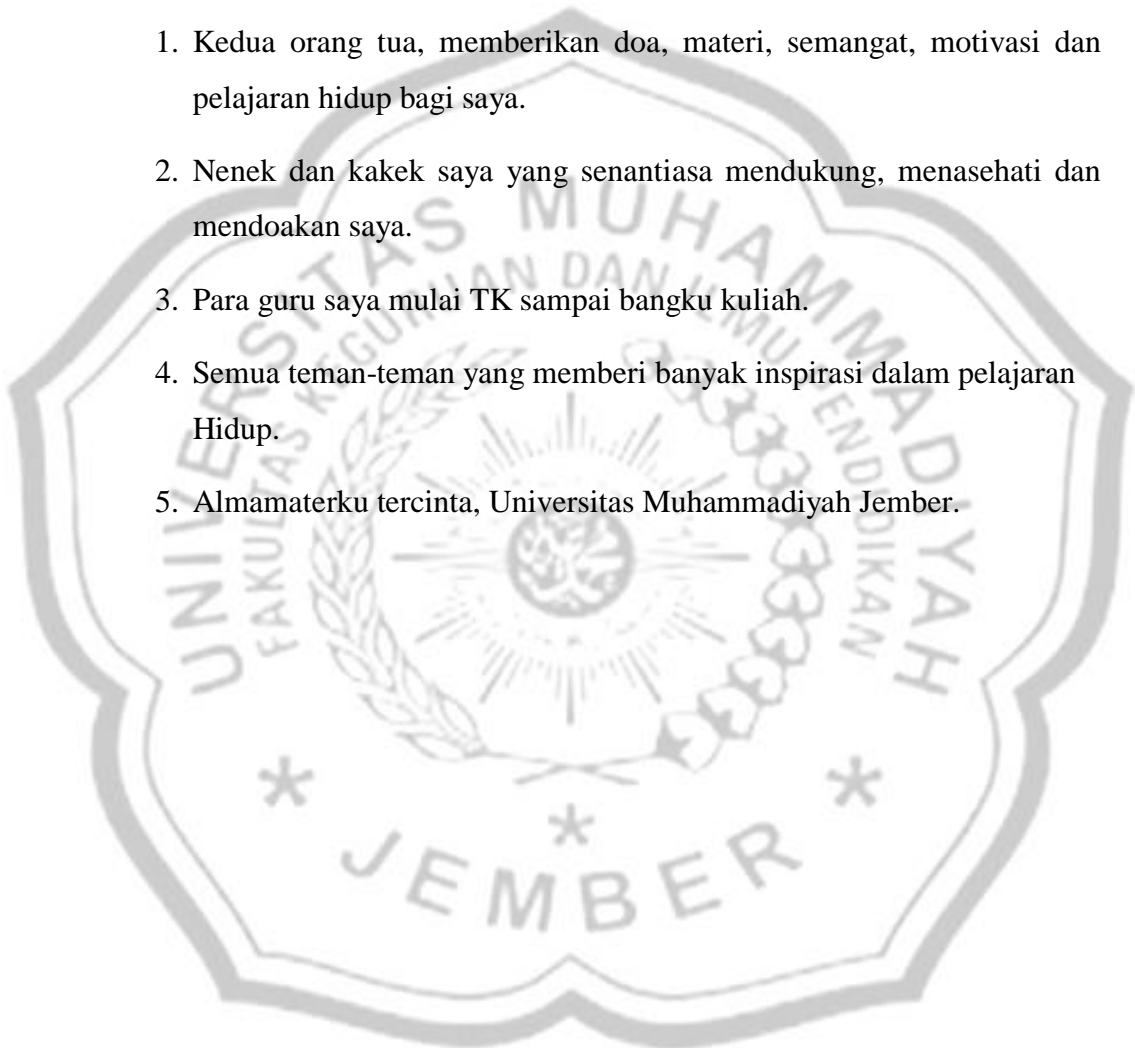 1. Kedua orang tua, memberikan doa, materi, semangat, motivasi dan
pelajaran hidup bagi saya.
2. Nenek dan kakek saya yang senantiasa mendukung, menasehati dan
mendoakan saya.
3. Para guru saya mulai TK sampai bangku kuliah.
4. Semua teman-teman yang memberi banyak inspirasi dalam pelajaran
Hidup.
5. Almamaterku tercinta, Universitas Muhammadiyah Jember.
UNIVERSITAS MUHAMMADIYAH
FAKULTAS KEGURUAN DAN ILMU PENDIDIKAN
* JEMBER *
*